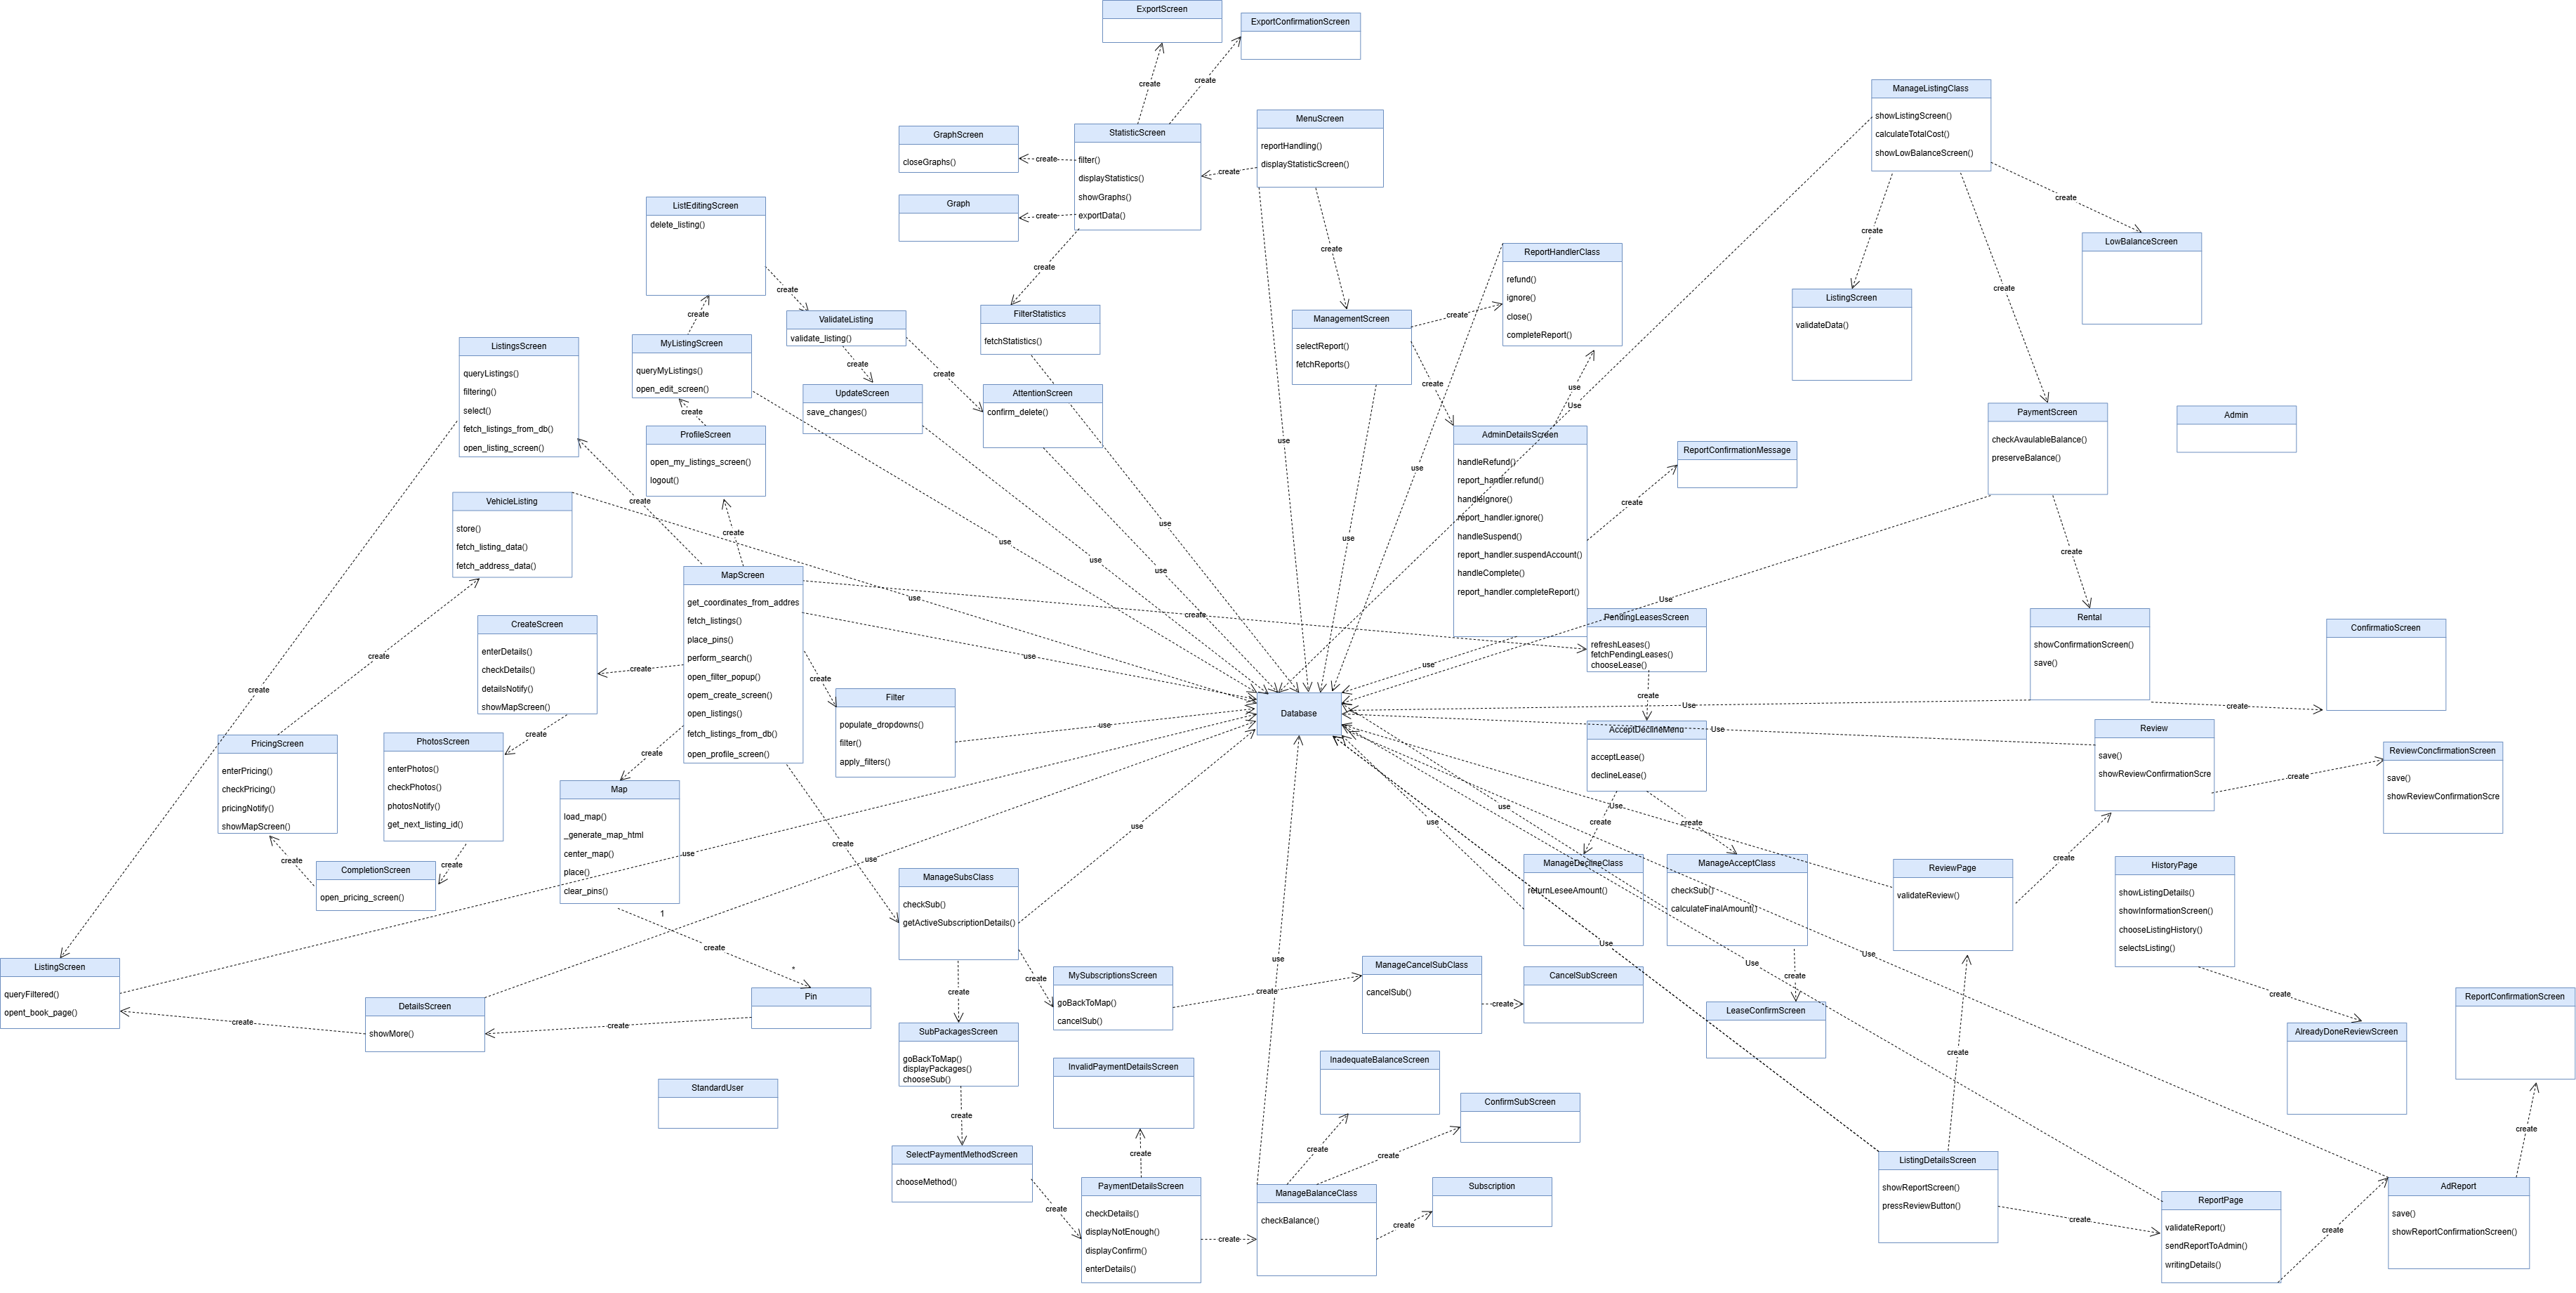 ExportScreen
ExportConfirmationScreen
create
create
ManageListingClass
showListingScreen()
calculateTotalCost()
showLowBalanceScreen()
MenuScreen
reportHandling()
displayStatisticScreen()
GraphScreen
closeGraphs()
StatisticScreen
filter()
displayStatistics()
showGraphs()
exportData()
create
create
Graph
create
create
create
create
create
create
ListEditingScreen
delete_listing()
LowBalanceScreen
ReportHandlerClass
refund()
ignore()
close()
completeReport()
create
create
ListingScreen
validateData()
FilterStatistics
fetchStatistics()
ManagementScreen
selectReport()
fetchReports()
create
ValidateListing
validate_listing()
create
ListingsScreen
queryListings()
filtering()
select()
fetch_listings_from_db()
open_listing_screen()
MyListingScreen
queryMyListings()
open_edit_screen()
create
create
create
use
Use
UpdateScreen
save_changes()
AttentionScreen
confirm_delete()
PaymentScreen
checkAvaulableBalance()
preserveBalance()
Admin
create
ProfileScreen
open_my_listings_screen()
logout()
AdminDetailsScreen
handleRefund()
report_handler.refund()
handleIgnore()
report_handler.ignore()
handleSuspend()
report_handler.suspendAccount()
handleComplete()
report_handler.completeReport()
use
use
ReportConfirmationMessage
create
VehicleListing
store()
fetch_listing_data()
fetch_address_data()
create
create
use
use
use
create
use
use
MapScreen
get_coordinates_from_addres
fetch_listings()
place_pins()
perform_search()
open_filter_popup()
opem_create_screen()
open_listings()
fetch_listings_from_db()
open_profile_screen()
use
use
create
Use
PendingLeasesScreen
refreshLeases()
fetchPendingLeases()
chooseLease()
Rental
showConfirmationScreen()
save()
ConfirmatioScreen
CreateScreen
enterDetails()
checkDetails()
detailsNotify()
showMapScreen()
create
use
create
create
use
create
create
Filter
populate_dropdowns()
filter()
apply_filters()
Database
use
Use
create
AcceptDeclineMenu
acceptLease()
declineLease()
Use
Review
save()
showReviewConfirmationScre
ReviewConcfirmationScreen
save()
showReviewConfirmationScre
create
create
PricingScreen
enterPricing()
checkPricing()
pricingNotify()
showMapScreen()
PhotosScreen
enterPhotos()
checkPhotos()
photosNotify()
get_next_listing_id()
create
Map
load_map()
_generate_map_html
center_map()
place()
clear_pins()
use
use
Use
use
create
create
create
use
create
use
create
create
CompletionScreen
open_pricing_screen()
ManageSubsClass
checkSub()
getActiveSubscriptionDetails()
ManageDeclineClass
returnLeseeAmount()
ManageAcceptClass
checkSub()
calculateFinalAmount()
ReviewPage
validateReview()
HistoryPage
showListingDetails()
showInformationScreen()
chooseListingHistory()
selectsListing()
1
create
*
use
Use
Use
Use
ListingScreen
queryFiltered()
opent_book_page()
Pin
create
create
MySubscriptionsScreen
goBackToMap()
cancelSub()
create
ManageCancelSubClass
cancelSub()
create
CancelSubScreen
create
LeaseConfirmScreen
create
ReportConfirmationScreen
DetailsScreen
showMore()
create
create
SubPackagesScreen
goBackToMap()
displayPackages()
chooseSub()
AlreadyDoneReviewScreen
InvalidPaymentDetailsScreen
InadequateBalanceScreen
create
StandardUser
ConfirmSubScreen
create
create
create
create
create
SelectPaymentMethodScreen
chooseMethod()
ListingDetailsScreen
showReportScreen()
pressReviewButton()
PaymentDetailsScreen
checkDetails()
displayNotEnough()
displayConfirm()
enterDetails()
ManageBalanceClass
checkBalance()
Subscription
ReportPage
validateReport()
sendReportToAdmin()
writingDetails()
AdReport
save()
showReportConfirmationScreen()
create
create
create
create
create